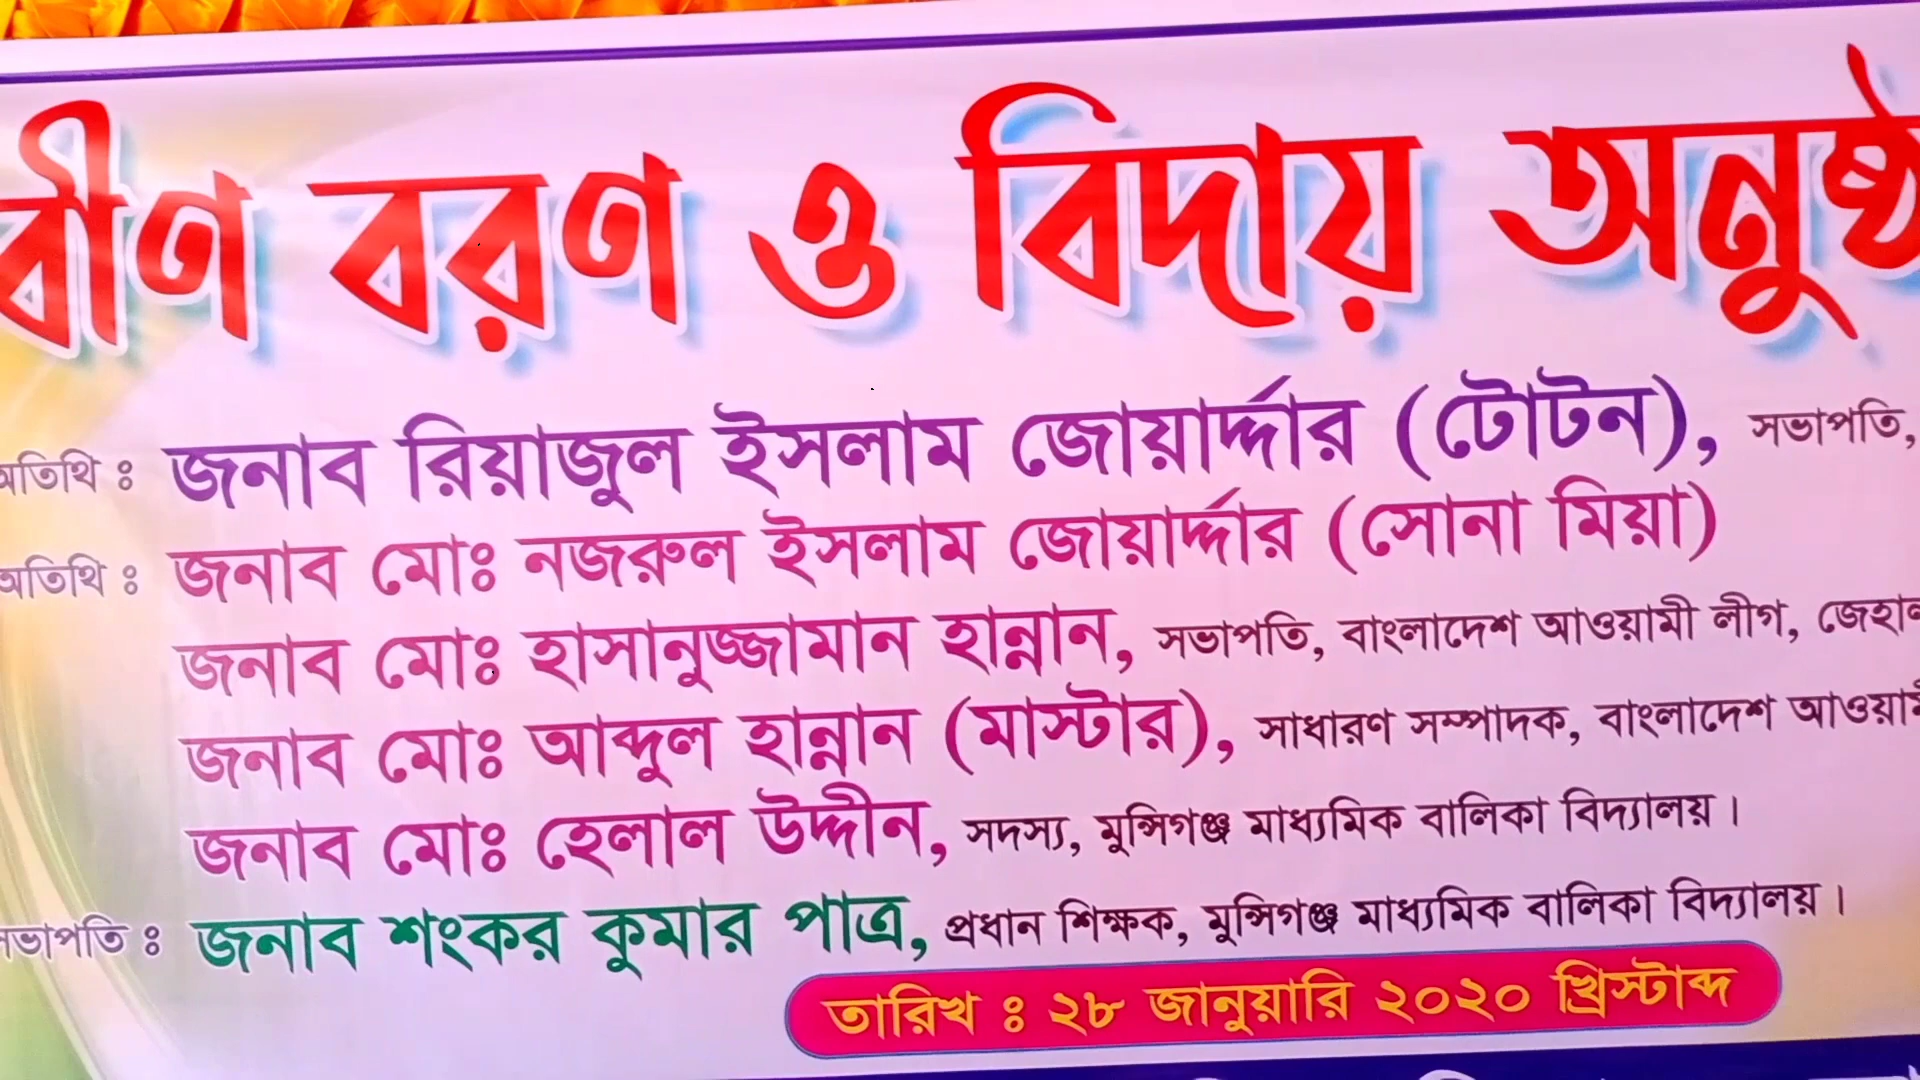 বীণ বরণ ও বিদায় অনুষ্ঠ
অতিথি ঃ জনাব রিয়াজুল ইসলাম জোয়ার্দ্দার (টোটন), সভাপতি,
অতিথি ঃ জনাব মোঃ নজরুল ইসলাম জোয়ার্দ্দার (সোনা মিয়া)
জনাব মোঃ হাসানুজ্জামান হান্নান, সভাপতি, বাংলাদেশ আওয়ামী লীগ, জেহাল
জনাব মোঃ আব্দুল হান্নান (মাস্টার), সাধারণ সম্পাদক, বাংলাদেশ আওয়ামী
জনাব মোঃ হেলাল উদ্দীন, সদস্য, মুন্সিগঞ্জ মাধ্যমিক বালিকা বিদ্যালয়।
সভাপতি ঃ জনাব শংকর কুমার পাত্র, প্রধান শিক্ষক, মুন্সিগঞ্জ মাধ্যমিক বালিকা বিদ্যালয়।
তারিখ ঃ ২৮ জানুয়ারি ২০২০ খ্রিস্টাব্দ